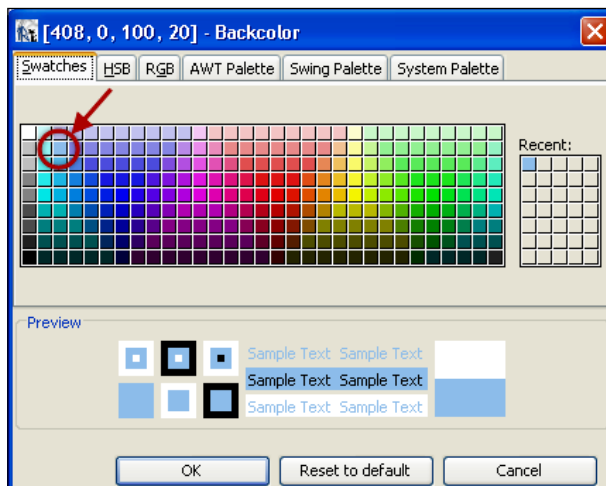 [408, 0, 100, 20] - Backcolor
Swatches HSB RGB AWT Palette Swing Palette System Palette
Recent:
Preview
Sample Text Sample Text
Sample Text Sample Text
Sample Text Sample Text
OK Reset to default Cancel